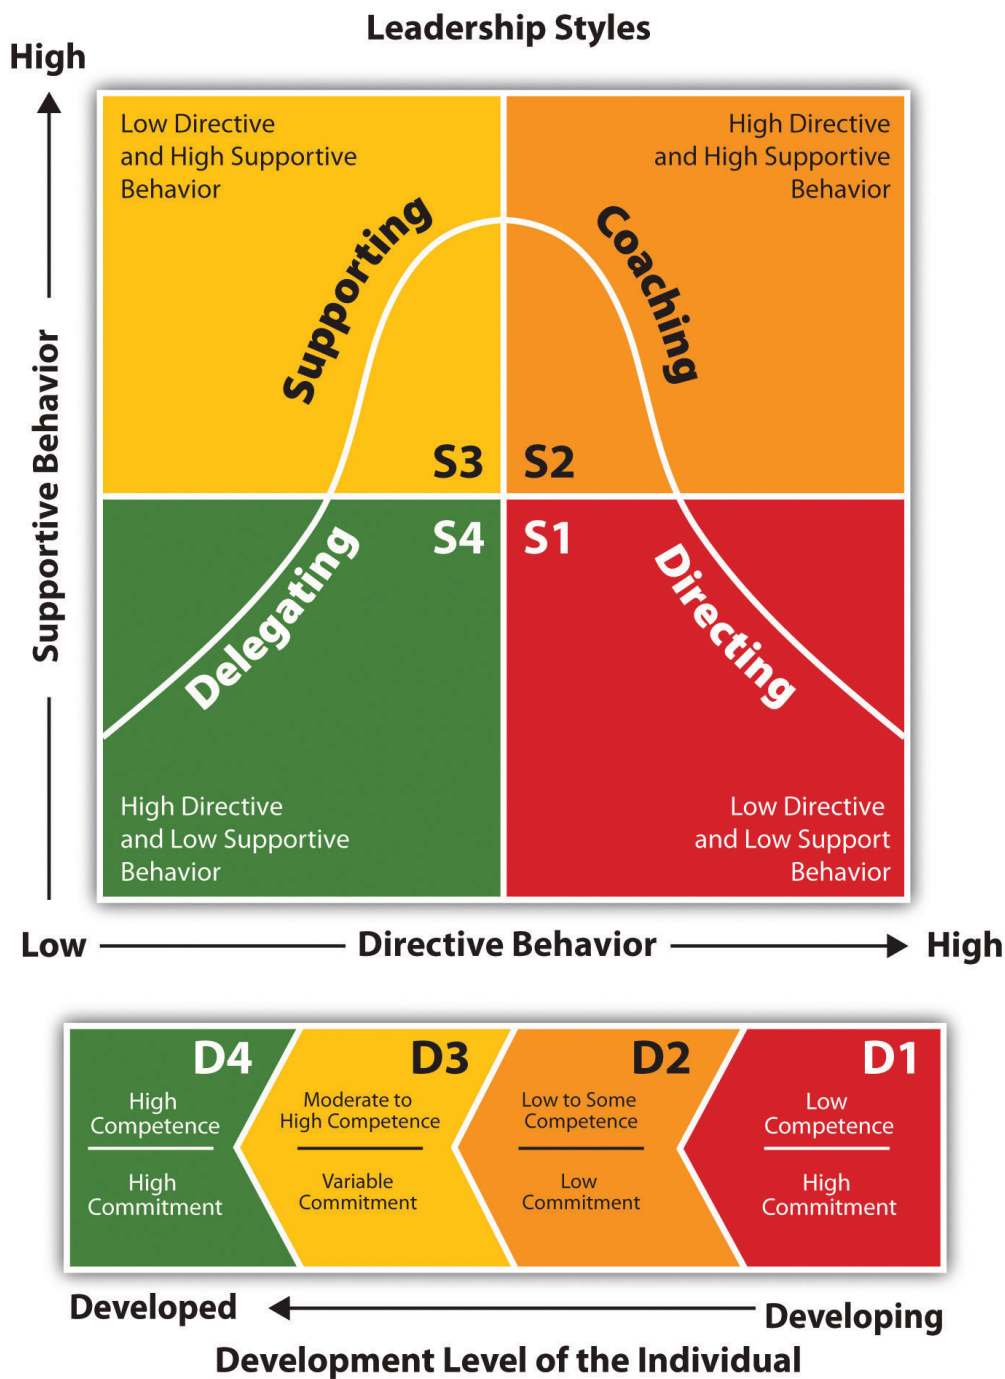 Leadership Styles
High
Low Directive
and High Supportive
Behavior
High Directive
and High Supportive
Behavior
Supporting
Coaching
S3
S2
Supportive Behavior
S4
S1
Delegating
Directing
High Directive
and Low Supportive
Behavior
Low Directive
and Low Support
Behavior
Low
Directive Behavior
High
D4
High
Competence
High
Commitment
D3
Moderate to
High Competence
Variable
Commitment
D2
Low to Some
Competence
Low
Commitment
D1
Low
Competence
High
Commitment
Developed
Developing
Development Level of the Individual